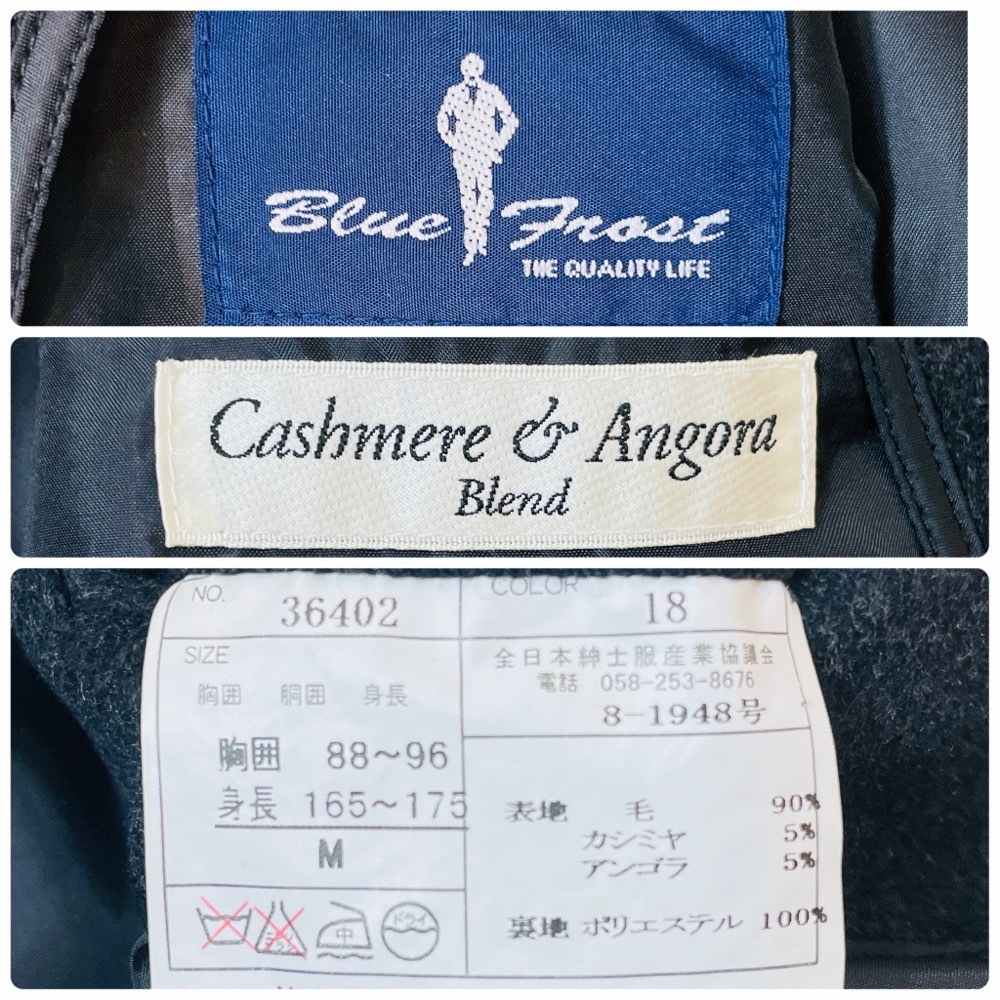 Blue Frost
THE QUALITY LIFE
Cashmere & Angora
Blend
NO. 36402
COLOR 18
SIZE
胸囲 胴囲 身長
胸囲 88~96
身長 165~175
M
全日本紳士服産業協議会
電話 058-253-8676
8-1948号
表地 毛 90%
カシミヤ 5%
アンゴラ 5%
裏地 ポリエステル 100%
中
ドライ